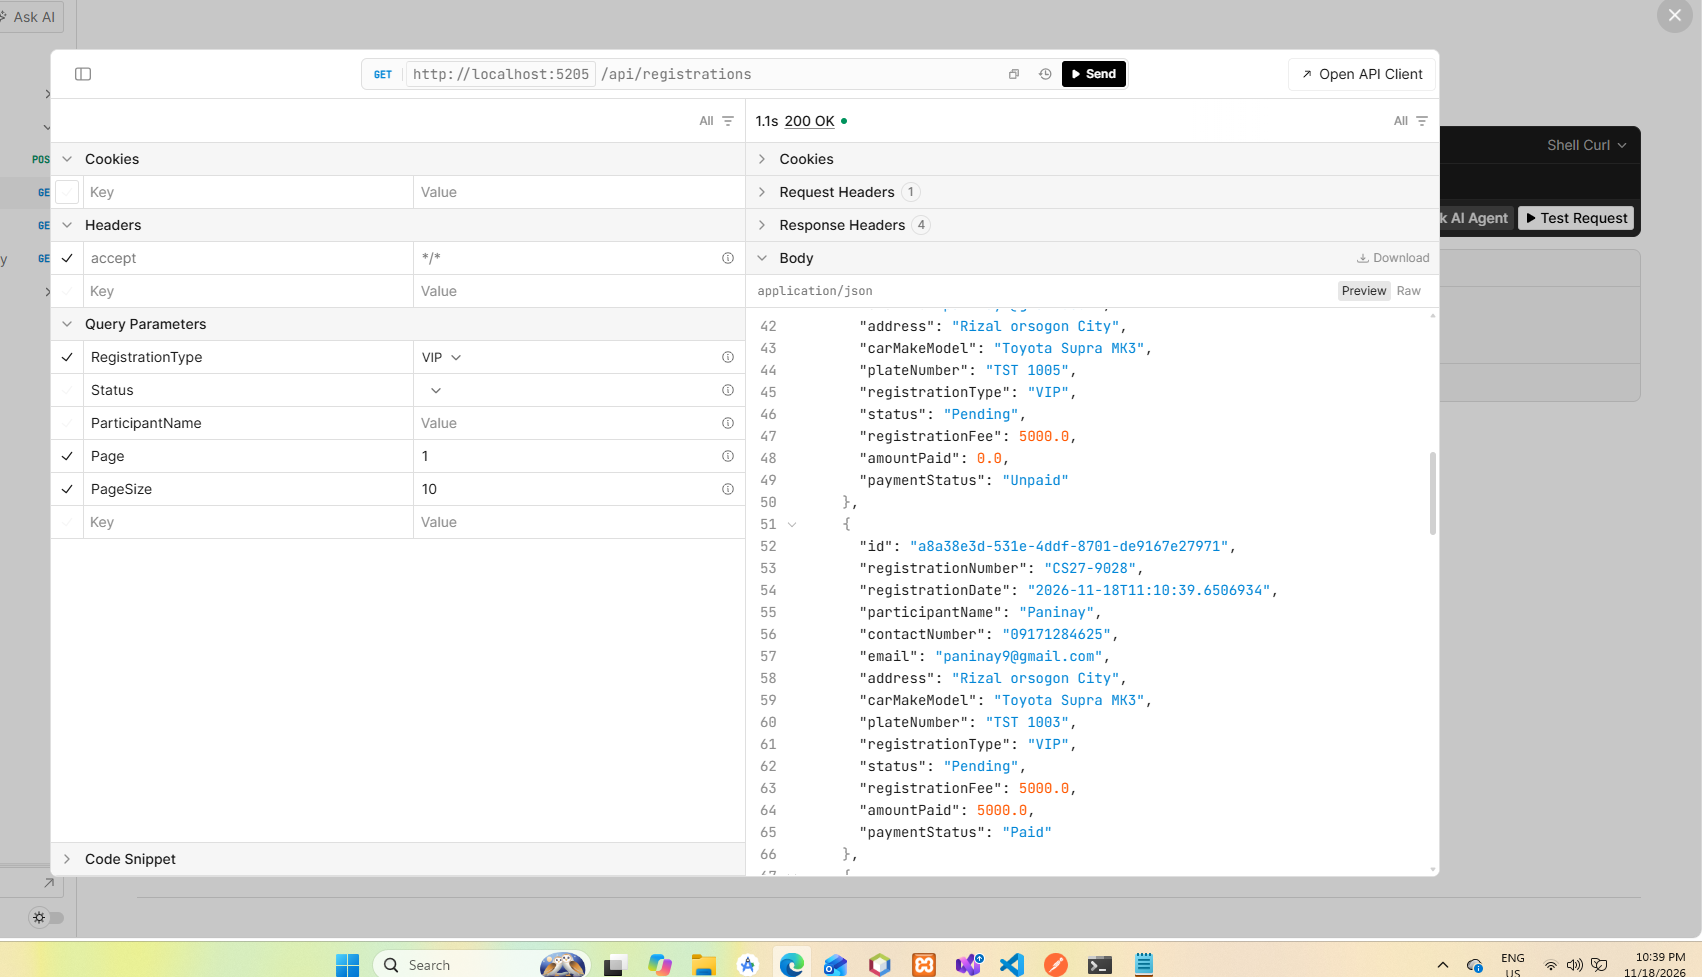 Ask AI
GET http://localhost:5205 /api/registrations Send
Open API Client
All
1.1s 200 OK
All
Shell Curl
Cookies
Key Value
Headers
accept */*
Key Value
Query Parameters
RegistrationType VIP
Status
ParticipantName Value
Page 1
PageSize 10
Key Value
Code Snippet
POS
GE
GE
y GE
Cookies
Request Headers 1
Response Headers 4
Body Download
application/json Preview Raw
42 "address": "Rizal orsogon City",
43 "carMakeModel": "Toyota Supra MK3",
44 "plateNumber": "TST 1005",
45 "registrationType": "VIP",
46 "status": "Pending",
47 "registrationFee": 5000.0,
48 "amountPaid": 0.0,
49 "paymentStatus": "Unpaid"
50 },
51 {
52 "id": "a8a38e3d-531e-4ddf-8701-de9167e27971",
53 "registrationNumber": "CS27-9028",
54 "registrationDate": "2026-11-18T11:10:39.6506934",
55 "participantName": "Paninay",
56 "contactNumber": "09171284625",
57 "email": "paninay9@gmail.com",
58 "address": "Rizal orsogon City",
59 "carMakeModel": "Toyota Supra MK3",
60 "plateNumber": "TST 1003",
61 "registrationType": "VIP",
62 "status": "Pending",
63 "registrationFee": 5000.0,
64 "amountPaid": 5000.0,
65 "paymentStatus": "Paid"
66 },
k AI Agent Test Request
Search
ENG
US
10:39 PM
11/18/2026